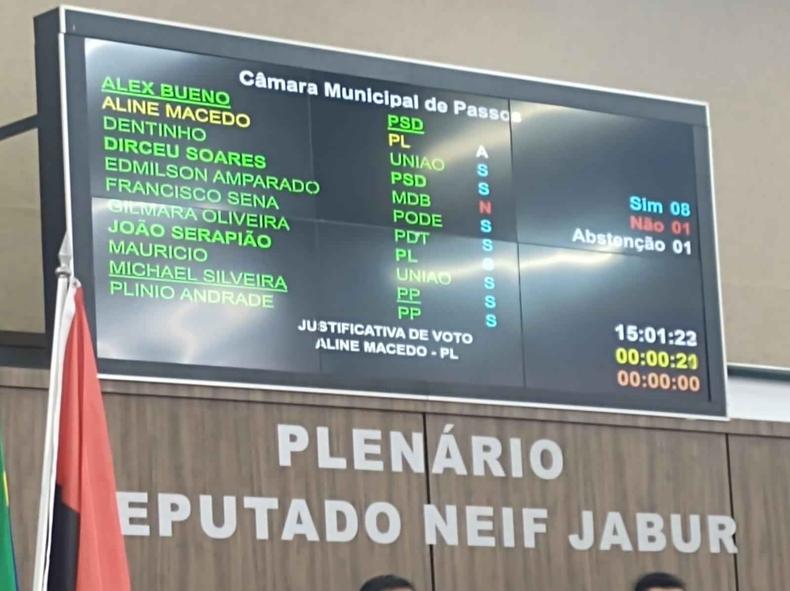 Câmara Municipal de Passos
ALEX BUENO PSD
ALINE MACEDO PL A
DENTINHO UNIAO S
DIRCEU SOARES PSD S
EDMILSON AMPARADO MDB N
FRANCISCO SENA PODE S
GILMARA OLIVEIRA PDT S
JOÃO SERAPIÃO PL S
MAURICIO UNIAO S
MICHAEL SILVEIRA PP S
PLINIO ANDRADE PP S
Sim 08
Não 01
Abstenção 01
JUSTIFICATIVA DE VOTO
ALINE MACEDO - PL
15:01:22
00:00:20
00:00:00
PLENÁRIO
EPUTADO NEIF JABUR